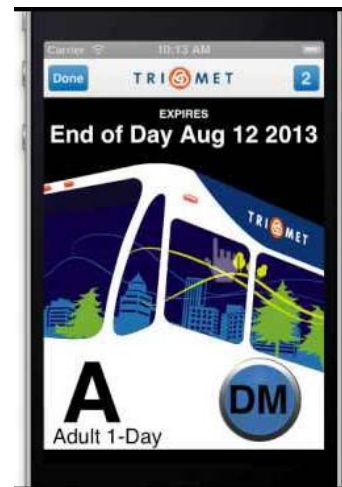 Carrier 10:13 AM
Done TRIMET 2
EXPIRES
End of Day Aug 12 2013
TRIMET
A
DM
Adult 1-Day